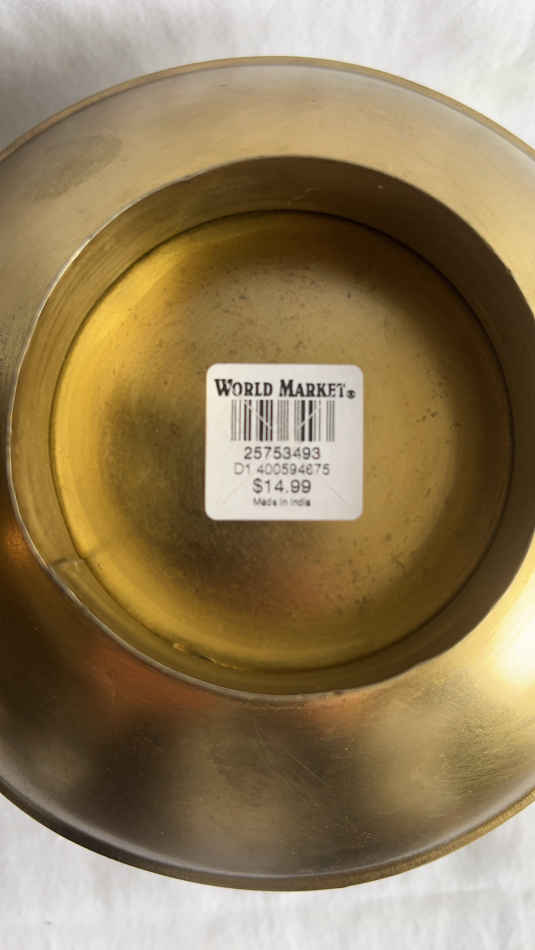 WORLD MARKET®
25753493
D1 400594675
$14.99
Made in India